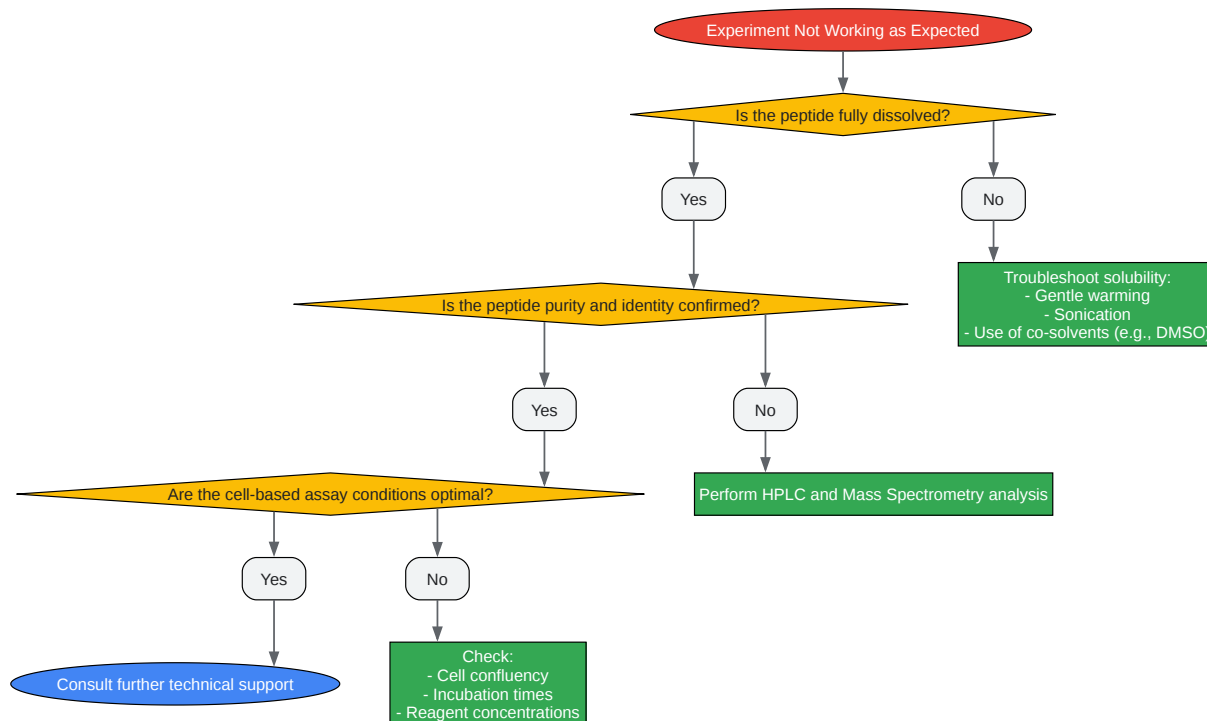 Experiment Not Working as Expected
Is the peptide fully dissolved?
Yes
No
Troubleshoot solubility:
- Gentle warming
- Sonication
- Use of co-solvents (e.g., DMSO)
Is the peptide purity and identity confirmed?
Yes
No
Perform HPLC and Mass Spectrometry analysis
Are the cell-based assay conditions optimal?
Yes
No
Consult further technical support
Check:
- Cell confluency
- Incubation times
- Reagent concentrations